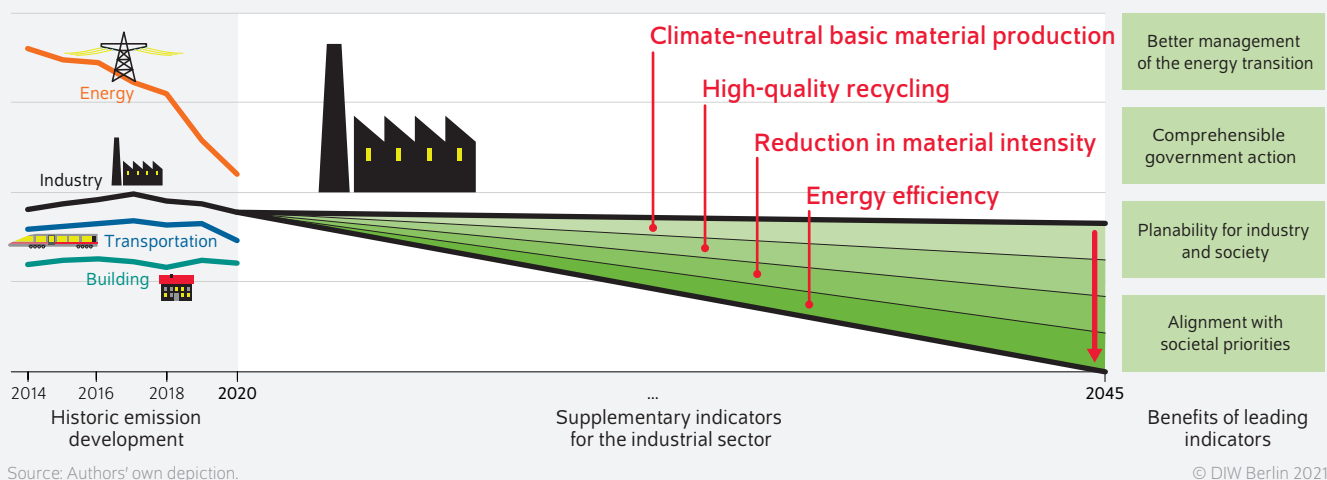 Climate-neutral basic material production
High-quality recycling
Reduction in material intensity
Energy efficiency
Energy
Industry
Transportation
Building
2014
2016
2018
2020
...
2045
Historic emission
development
Supplementary indicators
for the industrial sector
Better management
of the energy transition
Comprehensible
government action
Planability for industry
and society
Alignment with
societal priorities
Benefits of leading
indicators
Source: Authors' own depiction.
© DIW Berlin 2021